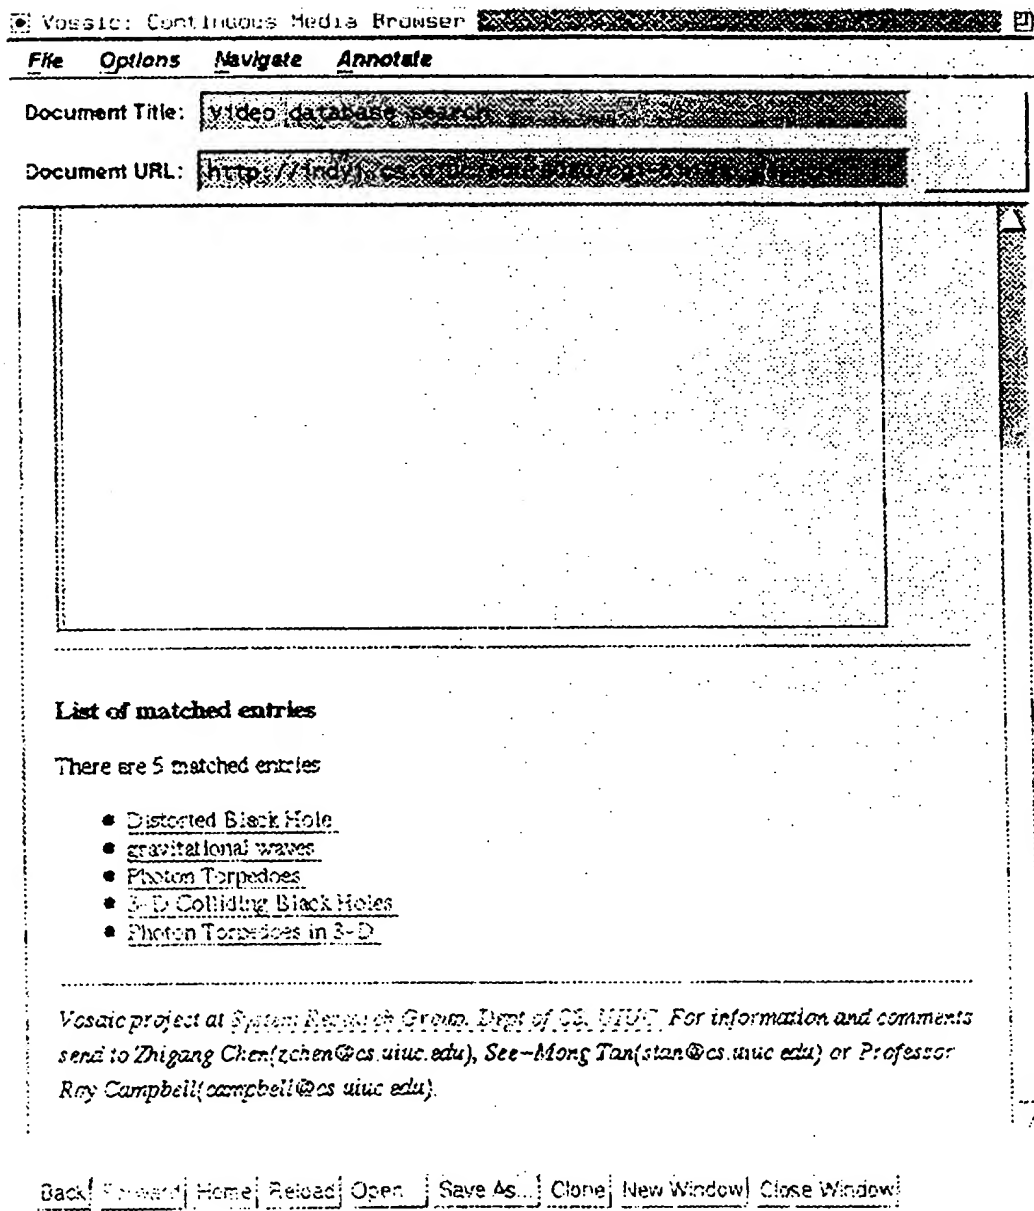 Vosaic: Continuous Media Browser
File Options Navigate Annotate
Document Title: video database search
Document URL:
List of matched entries
There are 5 matched entries
Distorted Black Hole
gravitational waves
Photon Torpedoes
3-D Colliding Black Holes
Photon Torpedoes in 3-D
Vosaic project at System Research Group, Dept of CS, UIUC. For information and comments
send to Zhigang Chen(zchen@cs.uiuc.edu), See-Mong Tan(stan@cs.uiuc edu) or Professor
Roy Campbell(campbell@cs uiuc edu).
Back Forward Home Reload Open... Save As... Clone New Window Close Window